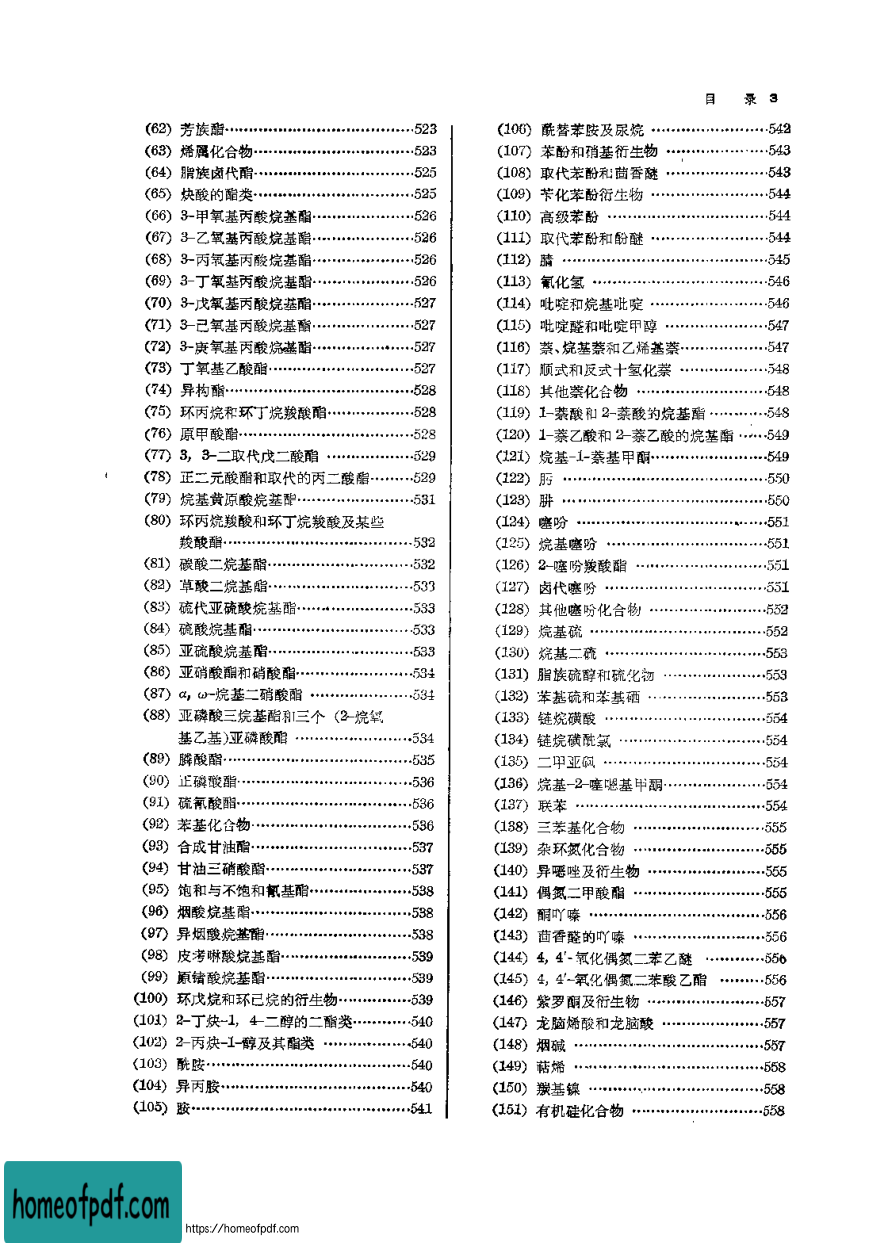 目 录 3
(62) 芳族酯……523
(63) 烯属化合物……523
(64) 脂族卤代酯……525
(65) 炔酸的酯类……525
(66) 3-甲氧基丙酸烷基酯……526
(67) 3-乙氧基丙酸烷基酯……526
(68) 3-丙氧基丙酸烷基酯……526
(69) 3-丁氧基丙酸烷基酯……526
(70) 3-戊氧基丙酸烷基酯……527
(71) 3-己氧基丙酸烷基酯……527
(72) 3-庚氧基丙酸烷基酯……527
(73) 丁氧基乙酸酯……527
(74) 异构酯……528
(75) 环丙烷和环丁烷羧酸酯……528
(76) 原甲酸酯……528
(77) 3, 3-二取代戊二酸酯……529
(78) 正二元酸酯和取代的丙二酸酯……529
(79) 烷基黄原酸烷基酯……531
(80) 环丙烷羧酸和环丁烷羧酸及某些
羧酸酯……532
(81) 碳酸二烷基酯……532
(82) 草酸二烷基酯……533
(83) 硫代亚硫酸烷基酯……533
(84) 硫酸烷基酯……533
(85) 亚硫酸烷基酯……533
(86) 亚硝酸酯和硝酸酯……534
(87) α, ω-烷基二硝酸酯……534
(88) 亚磷酸三烷基酯和三个 (2-烷氧
基乙基)亚磷酸酯……534
(89) 膦酸酯……535
(90) 正磷酸酯……536
(91) 硫氰酸酯……536
(92) 苯基化合物……536
(93) 合成甘油酯……537
(94) 甘油三硝酸酯……537
(95) 饱和与不饱和氰基酯……538
(96) 烟酸烷基酯……538
(97) 异烟酸烷基酯……538
(98) 皮考啉酸烷基酯……539
(99) 原锗酸烷基酯……539
(100) 环戊烷和环己烷的衍生物……539
(101) 2-丁炔-1, 4-二醇的二酯类……540
(102) 2-丙炔-1-醇及其酯类……540
(103) 酰胺……540
(104) 异丙胺……540
(105) 胺……541
(106) 酰替苯胺及尿烷……542
(107) 苯酚和硝基衍生物……543
(108) 取代苯酚和茴香醚……543
(109) 苄化苯酚衍生物……544
(110) 高级苯酚……544
(111) 取代苯酚和酚醚……544
(112) 腈……545
(113) 氰化氢……546
(114) 吡啶和烷基吡啶……546
(115) 吡啶醛和吡啶甲醇……547
(116) 萘、烷基萘和乙烯基萘……547
(117) 顺式和反式十氢化萘……548
(118) 其他萘化合物……548
(119) 1-萘酸和 2-萘酸的烷基酯……548
(120) 1-萘乙酸和 2-萘乙酸的烷基酯……549
(121) 烷基-1-萘基甲酮……549
(122) 肟……550
(123) 肼……550
(124) 噻吩……551
(125) 烷基噻吩……551
(126) 2-噻吩羧酸酯……551
(127) 卤代噻吩……551
(128) 其他噻吩化合物……552
(129) 烷基硫……552
(130) 烷基二硫……553
(131) 脂族硫醇和硫化物……553
(132) 苯基硫和苯基硒……553
(133) 链烷磺酸……554
(134) 链烷磺酰氯……554
(135) 二甲亚砜……554
(136) 烷基-2-噻嗯基甲酮……554
(137) 联苯……554
(138) 三苯基化合物……555
(139) 杂环氮化合物……555
(140) 异噁唑及衍生物……555
(141) 偶氮二甲酸酯……555
(142) 酮吖嗪……556
(143) 茴香醛的吖嗪……556
(144) 4, 4′-氧化偶氮二苯乙醚……556
(145) 4, 4′-氧化偶氮二苯酸乙酯……556
(146) 紫罗酮及衍生物……557
(147) 龙脑烯酸和龙脑酸……557
(148) 烟碱……557
(149) 萜烯……558
(150) 羰基镍……558
(151) 有机硅化合物……558
homeofpdf.com
https://homeofpdf.com